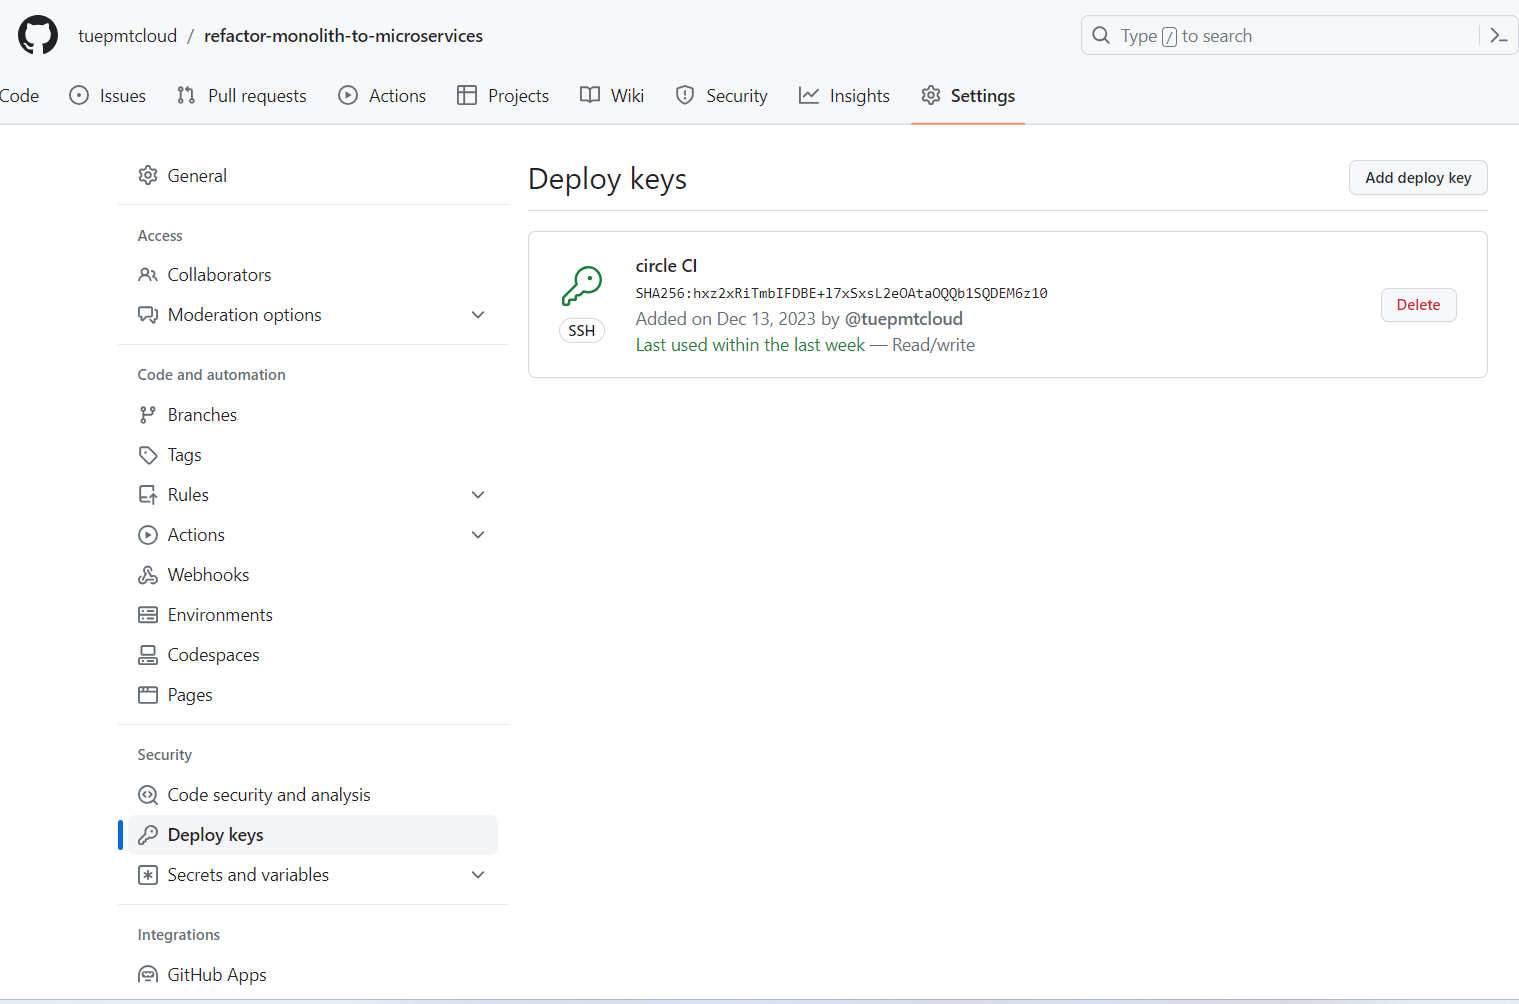 tuepmtcloud / refactor-monolith-to-microservices
Type / to search
Code Issues Pull requests Actions Projects Wiki Security Insights Settings
General
Access
Collaborators
Moderation options
Code and automation
Branches
Tags
Rules
Actions
Webhooks
Environments
Codespaces
Pages
Security
Code security and analysis
Deploy keys
Secrets and variables
Integrations
GitHub Apps
Deploy keys
Add deploy key
circle CI
SHA256:hxz2xRiTmbIFDBE+l7xSxsL2eOAtaOQQb1SQDEM6z10
Added on Dec 13, 2023 by @tuepmtcloud
Last used within the last week — Read/write
SSH
Delete